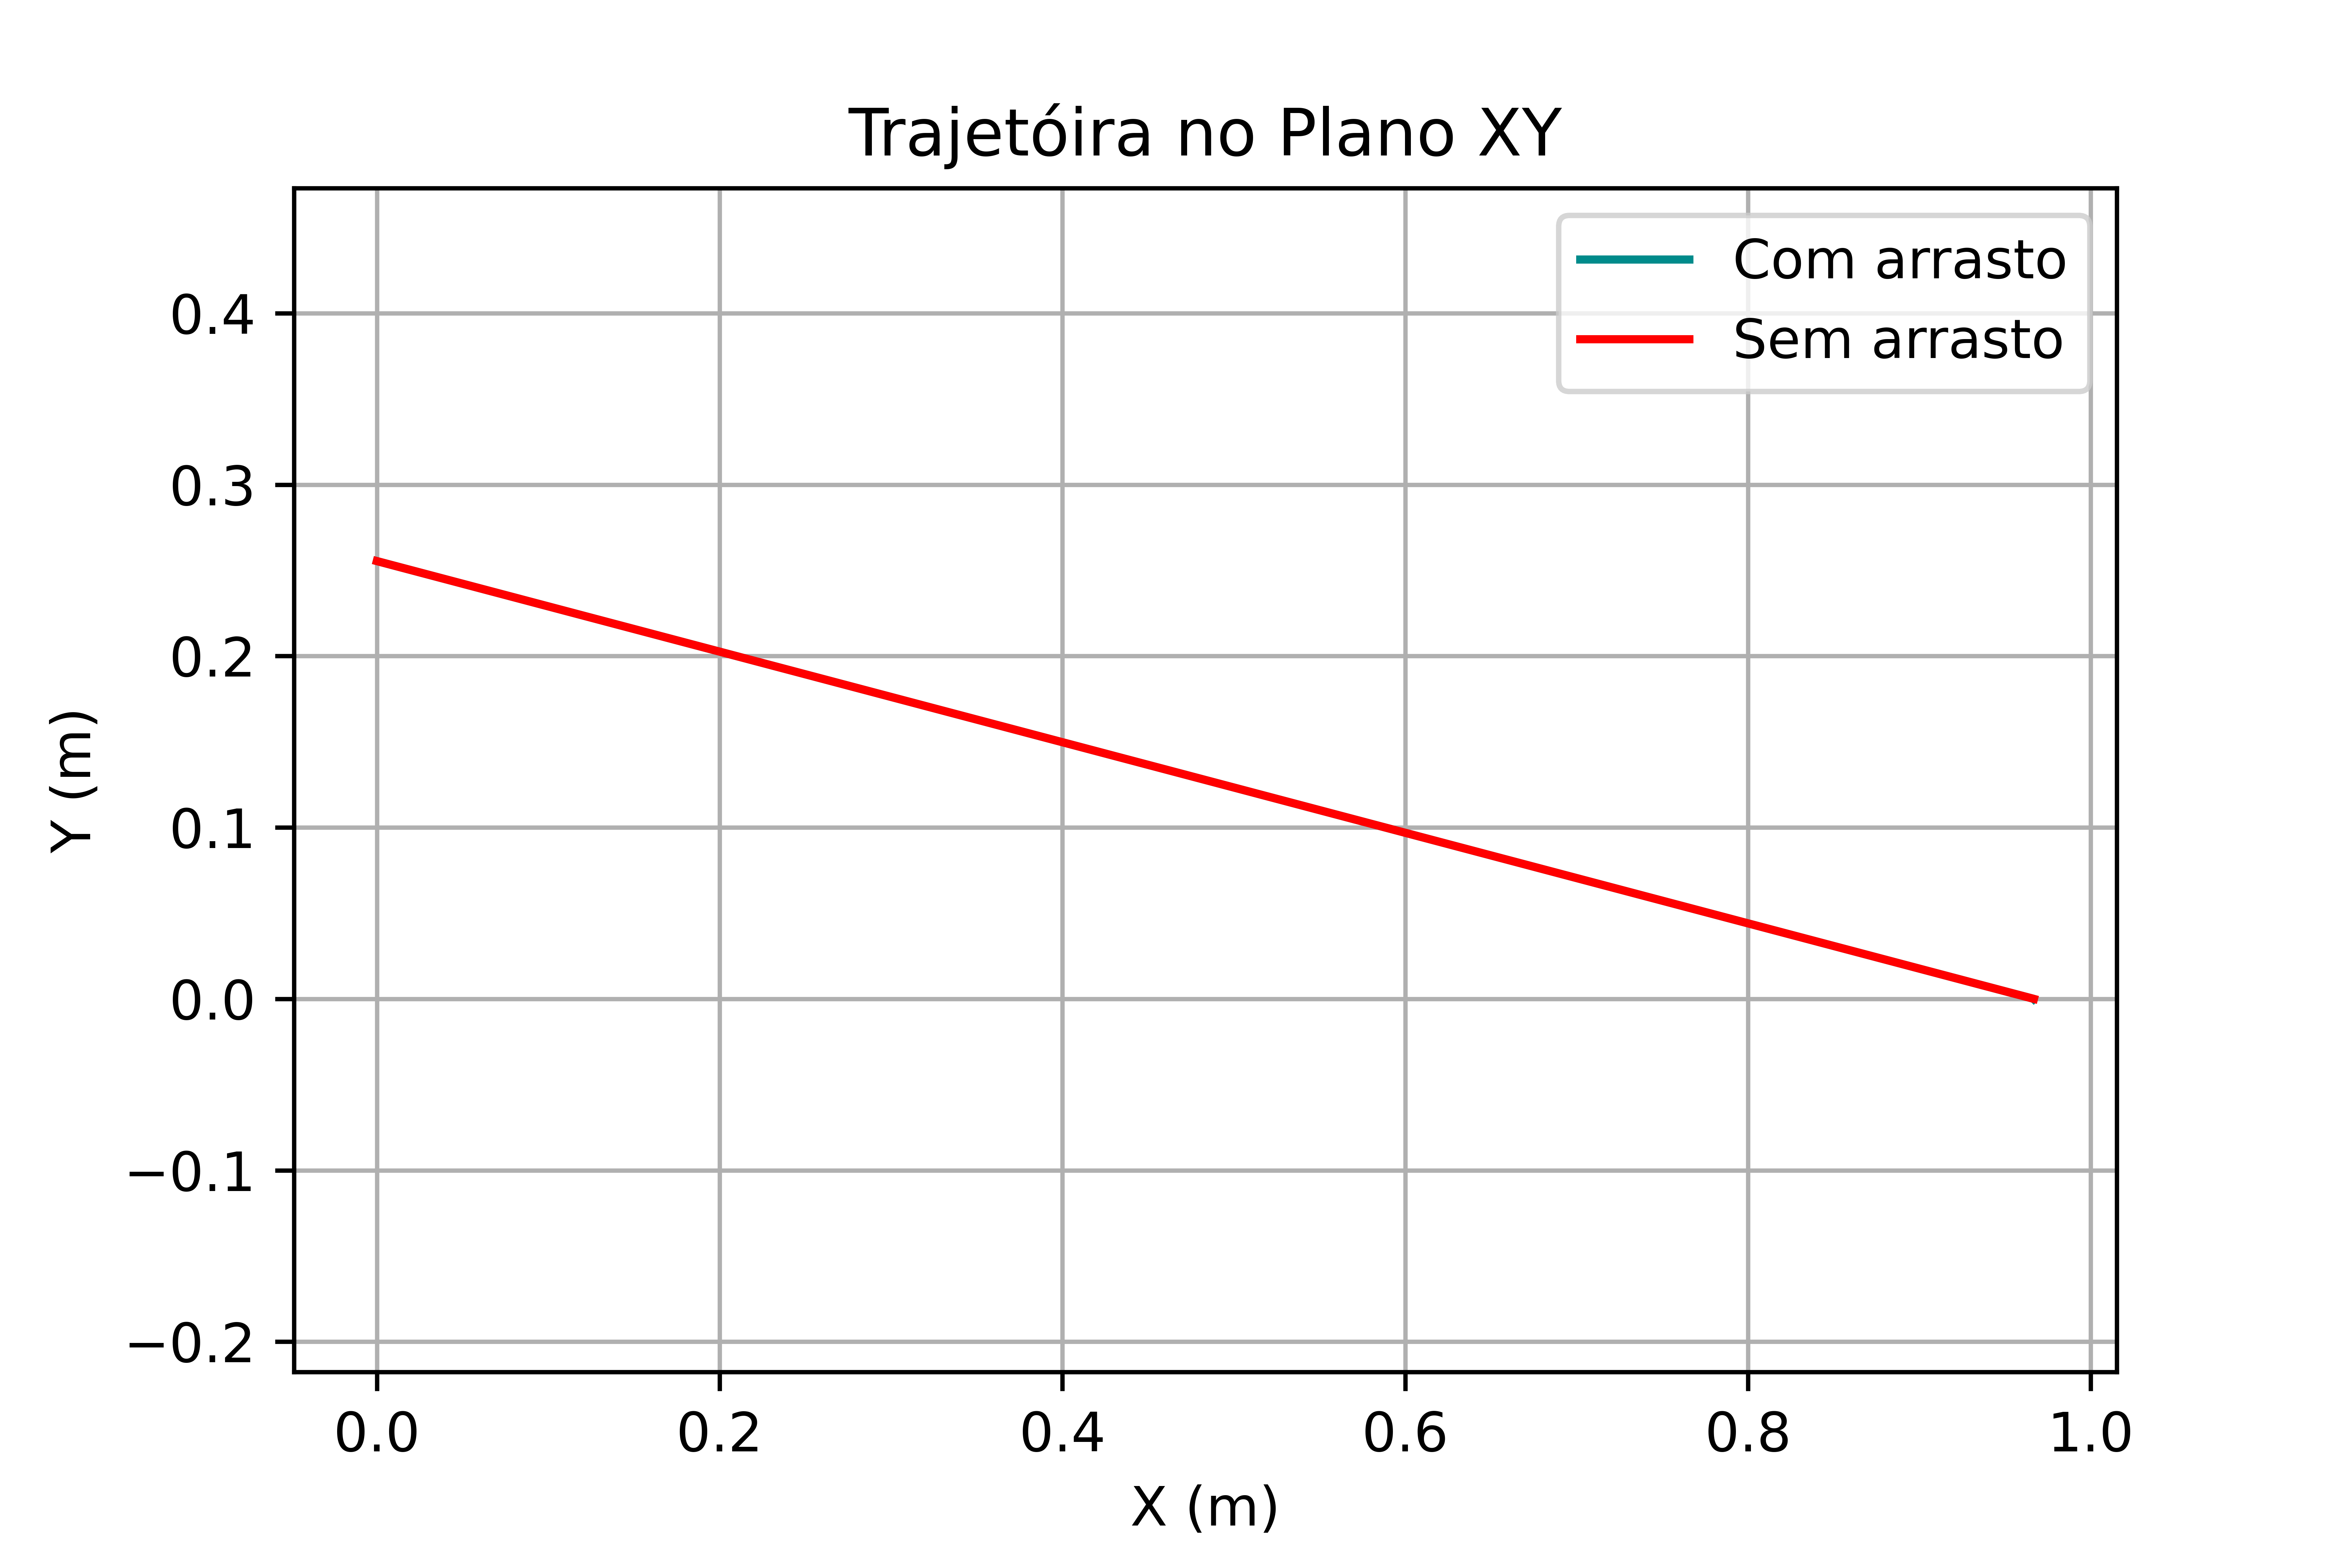 Trajetóira no Plano XY
Com arrasto
Sem arrasto
0.4
0.3
0.2
0.1
0.0
−0.1
−0.2
Y (m)
0.0 0.2 0.4 0.6 0.8 1.0
X (m)